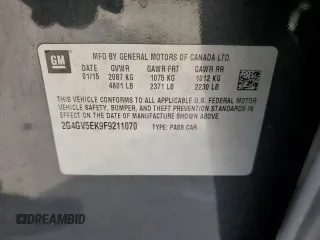 GM
MFD BY GENERAL MOTORS OF CANADA LTD.
DATE GVWR GAWR FRT GAWR RR
01/15 2087 KG 1075 KG 1012 KG
4601 LB 2371 LB 2230 LB
THIS VEHICLE CONFORMS TO ALL APPLICABLE U.S. FEDERAL MOTOR
VEHICLE SAFETY, BUMPER, AND THEFT PREVENTION STANDARDS IN
EFFECT ON THE DATE OF MANUFACTURE SHOWN ABOVE.
2G4GV5EK9F9211070 TYPE: PASS CAR
EASYHAMMER